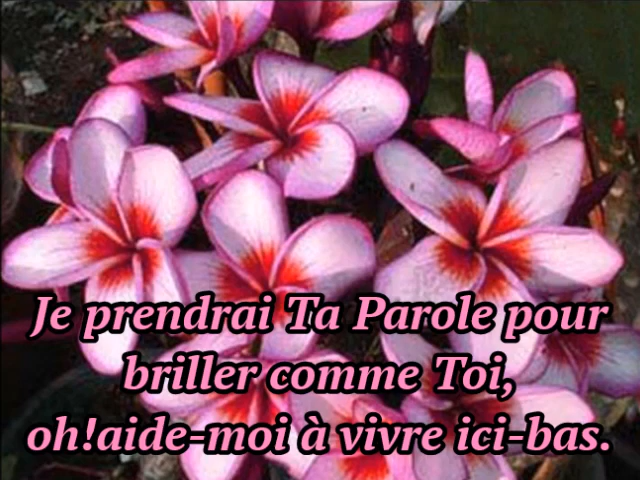 Je prendrai Ta Parole pour
briller comme Toi,
oh!aide-moi à vivre ici-bas.